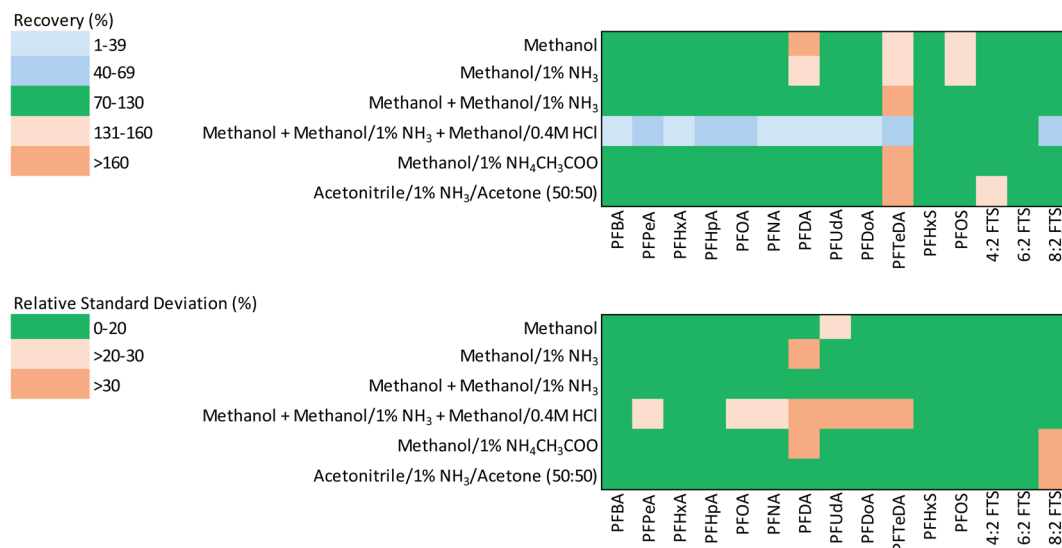 Recovery (%)
1-39
40-69
70-130
131-160
>160
Methanol
Methanol/1% NH₃
Methanol + Methanol/1% NH₃
Methanol + Methanol/1% NH₃ + Methanol/0.4M HCl
Methanol/1% NH₄CH₃COO
Acetonitrile/1% NH₃/Acetone (50:50)
PFBA
PFPeA
PFHxA
PFHpA
PFOA
PFNA
PFDA
PFUdA
PFDoA
PFTeDA
PFHxS
PFOS
4:2 FTS
6:2 FTS
8:2 FTS
Relative Standard Deviation (%)
0-20
>20-30
>30
Methanol
Methanol/1% NH₃
Methanol + Methanol/1% NH₃
Methanol + Methanol/1% NH₃ + Methanol/0.4M HCl
Methanol/1% NH₄CH₃COO
Acetonitrile/1% NH₃/Acetone (50:50)
PFBA
PFPeA
PFHxA
PFHpA
PFOA
PFNA
PFDA
PFUdA
PFDoA
PFTeDA
PFHxS
PFOS
4:2 FTS
6:2 FTS
8:2 FTS